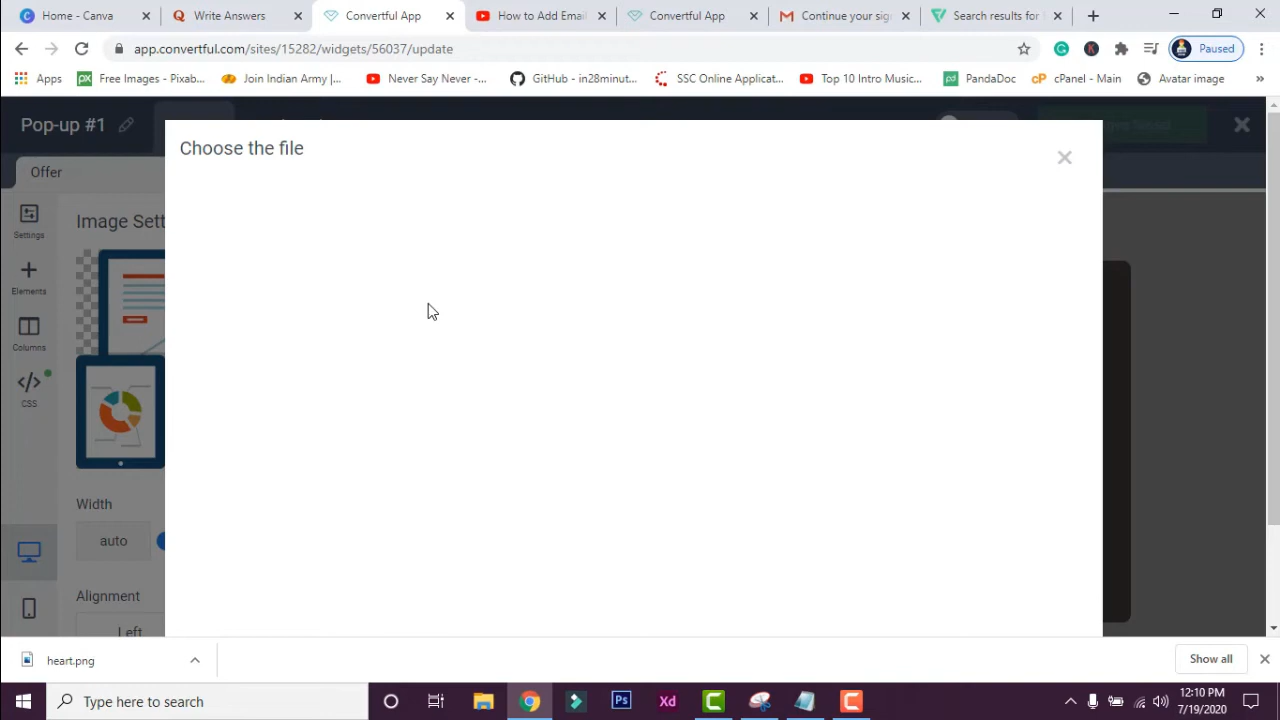 Home - Canva
Write Answers
Convertful App
How to Add Email
Convertful App
Continue your sig
Search results for
app.convertful.com/sites/15282/widgets/56037/update
Paused
Apps
Free Images - Pixab...
Join Indian Army |...
Never Say Never -...
GitHub - in28minut...
SSC Online Applicat...
Top 10 Intro Music...
PandaDoc
cPanel - Main
Avatar image
Pop-up #1
Choose the file
Offer
Settings
Image Sett
Elements
Columns
CSS
Width
auto
Alignment
Left
heart.png
Show all
Type here to search
12:10 PM
7/19/2020